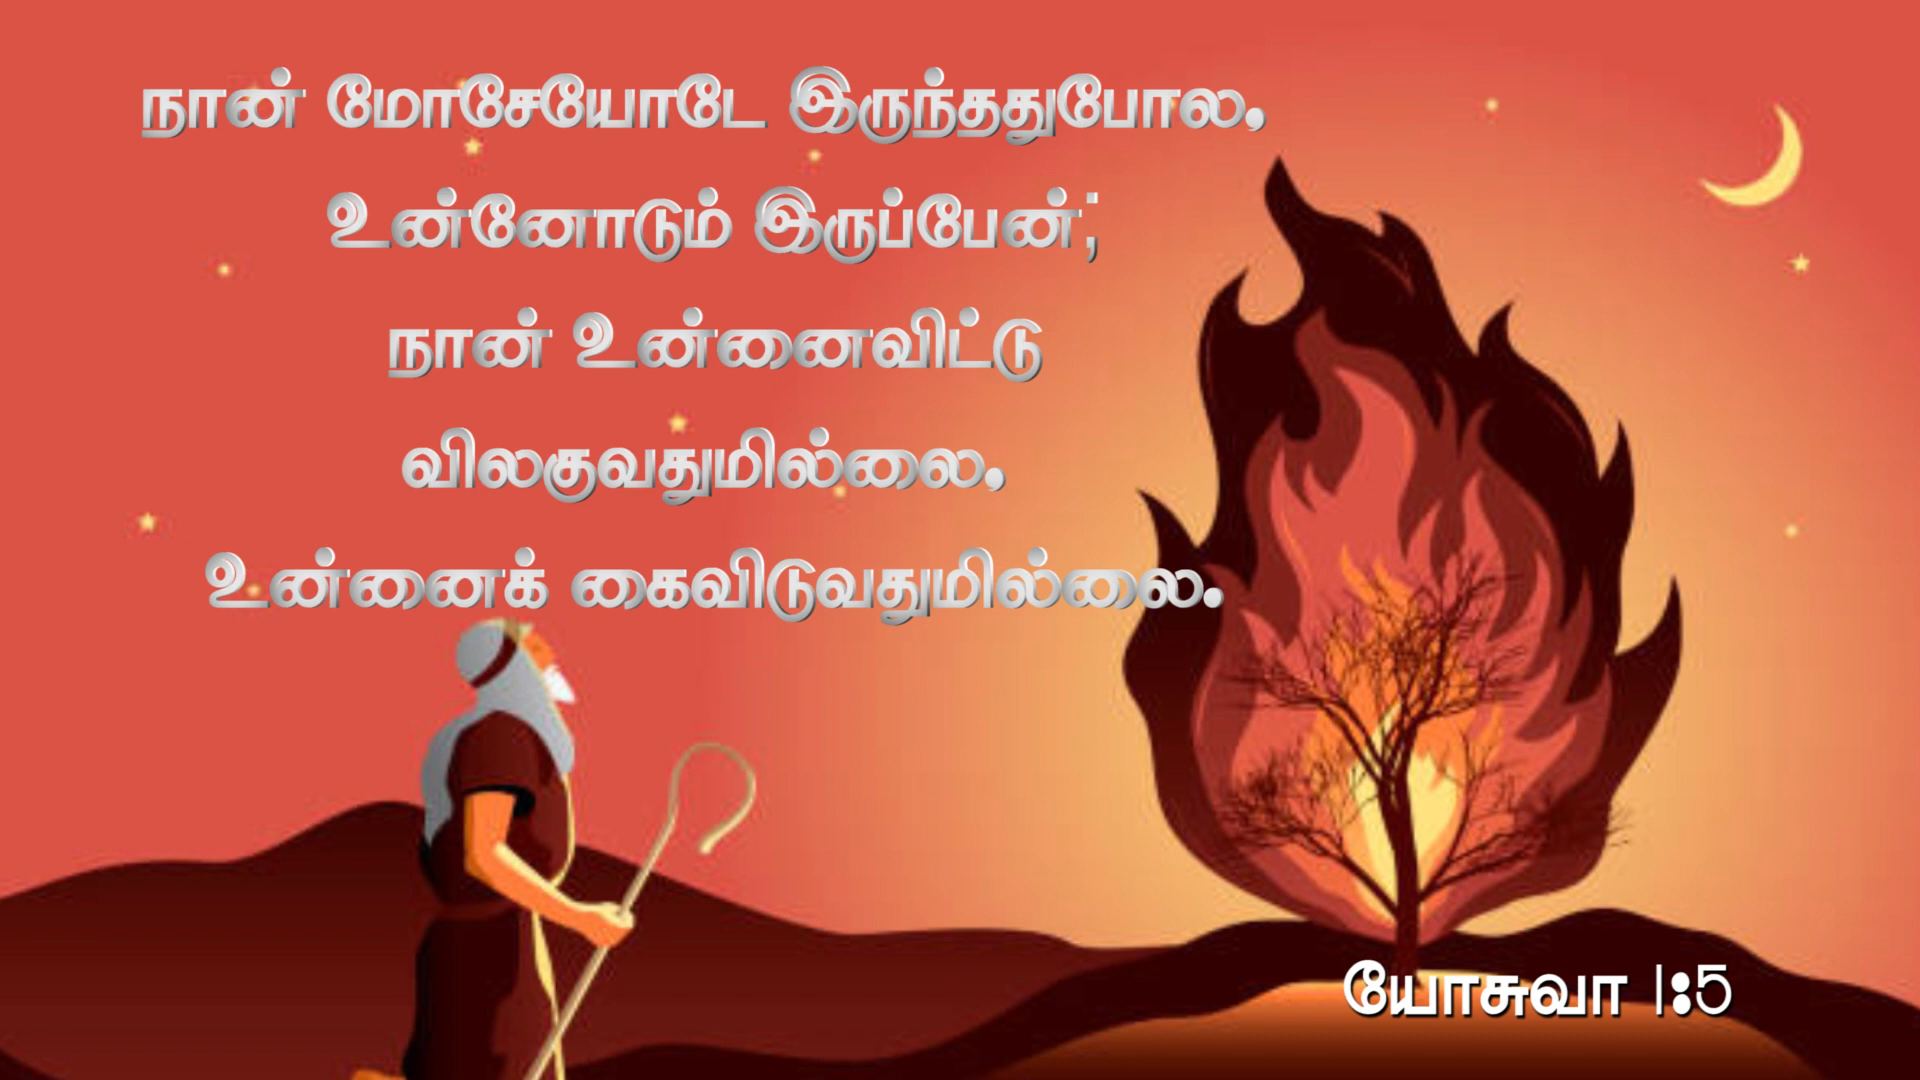 நான் மோசேயோடே இருந்ததுபோல,
உன்னோடும் இருப்பேன்;
நான் உன்னைவிட்டு
விலகுவதுமில்லை,
உன்னைக் கைவிடுவதுமில்லை.
யோசுவா 1:5